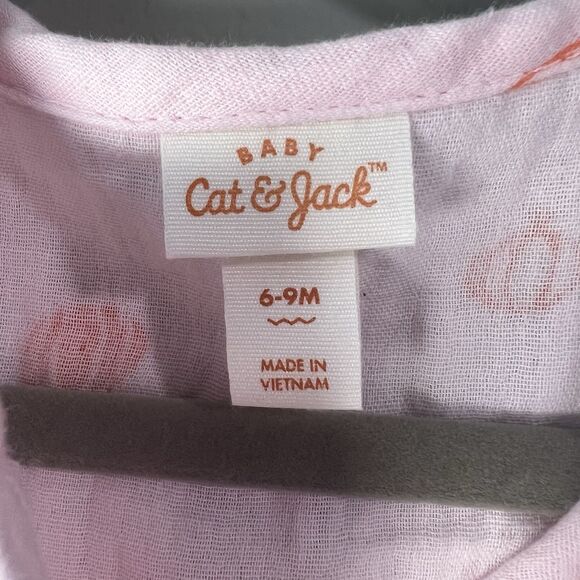 BABY
Cat & Jack™
6-9M
MADE IN
VIETNAM